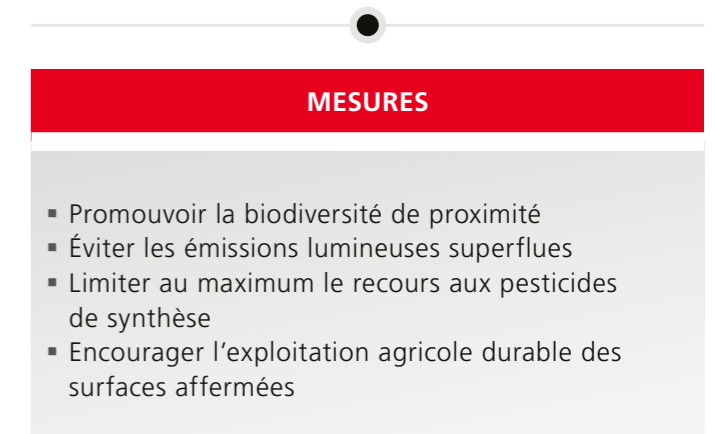 MESURES
▪ Promouvoir la biodiversité de proximité
▪ Éviter les émissions lumineuses superflues
▪ Limiter au maximum le recours aux pesticides
de synthèse
▪ Encourager l'exploitation agricole durable des
surfaces affermées